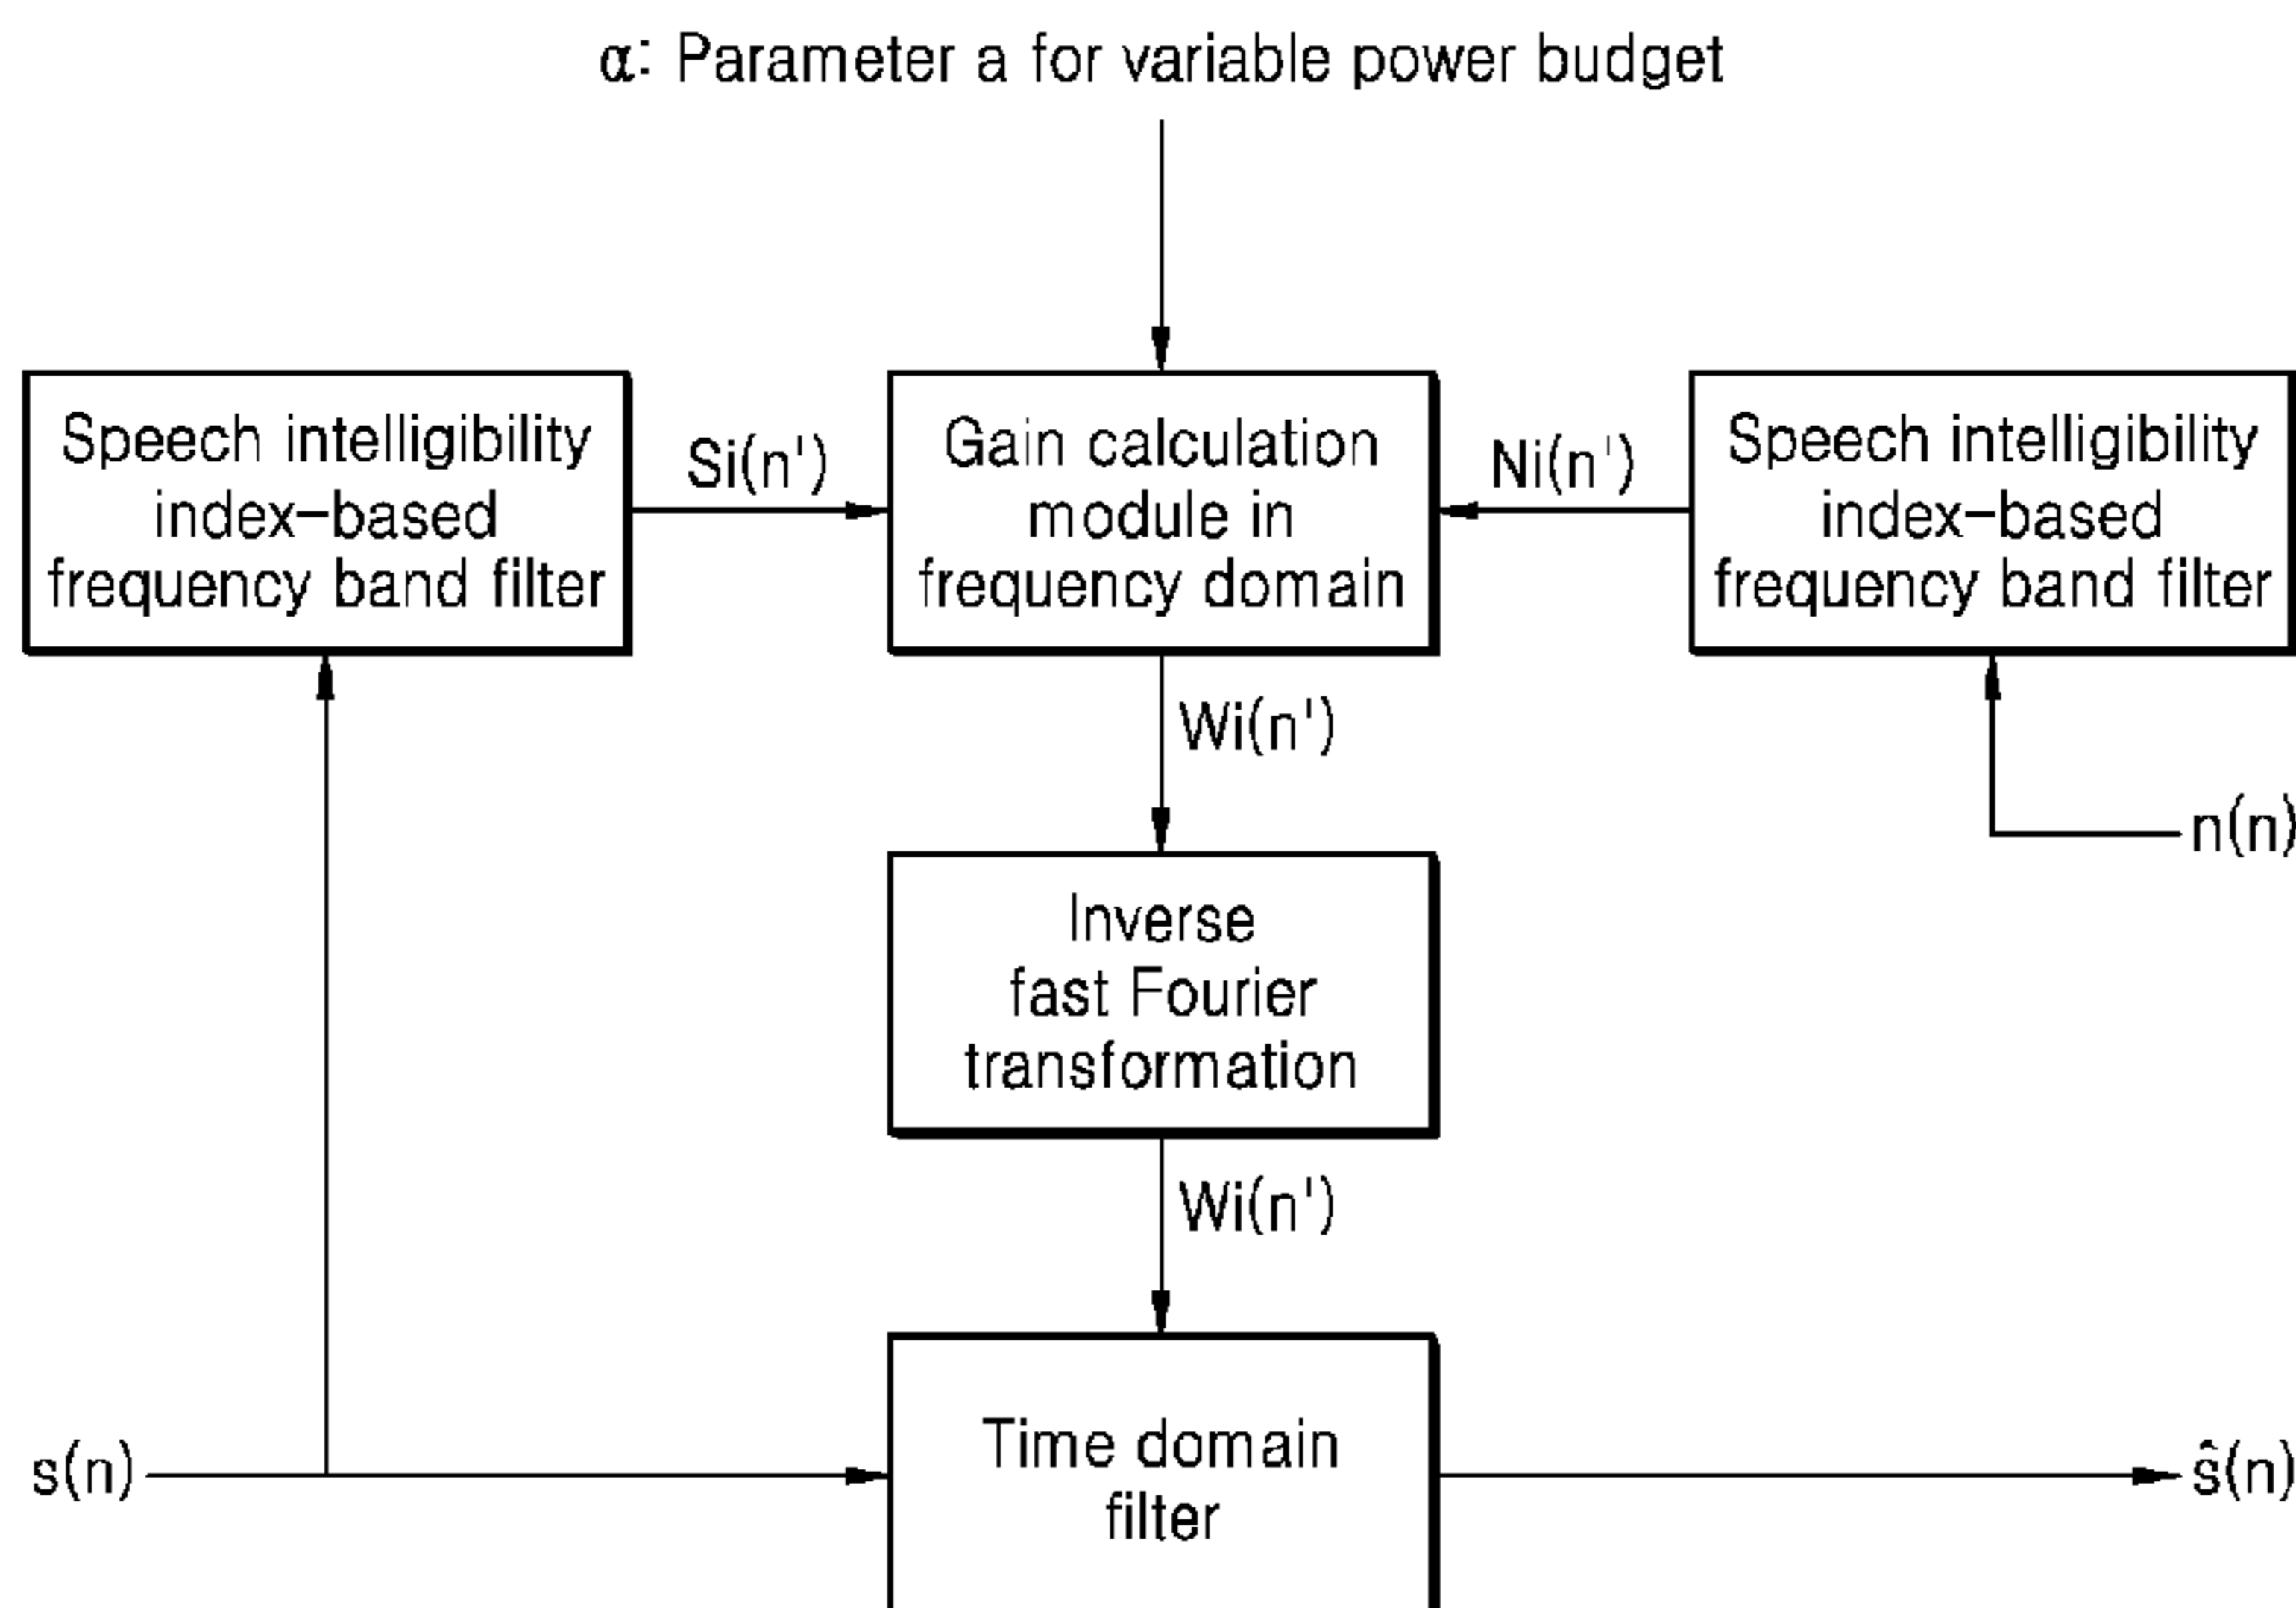 α: Parameter a for variable power budget
Speech intelligibility
index-based
frequency band filter
Si(n')
Gain calculation
module in
frequency domain
Ni(n')
Speech intelligibility
index-based
frequency band filter
Wi(n')
n(n)
Inverse
fast Fourier
transformation
Wi(n')
s(n)
Time domain
filter
ŝ(n)